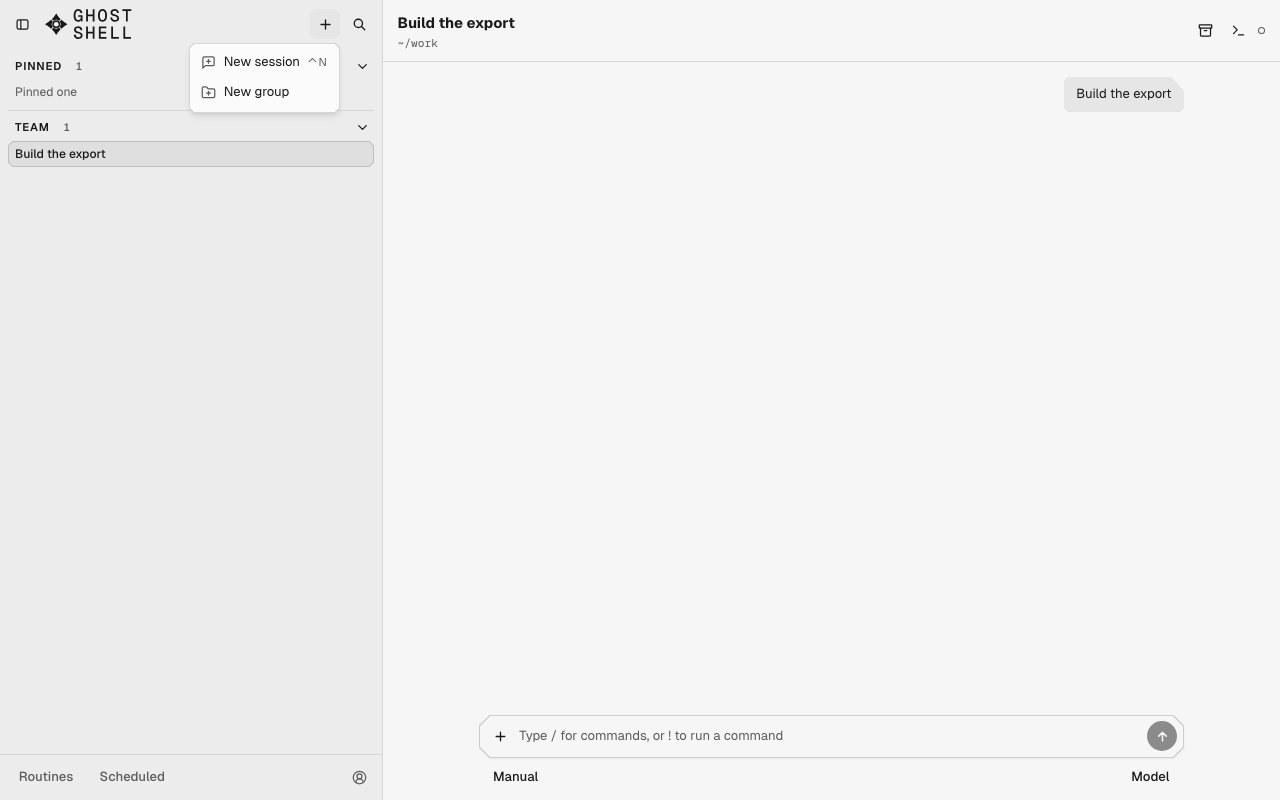 GHOST
SHELL
PINNED 1
Pinned one
New session ^N
New group
TEAM 1
Build the export
Routines
Scheduled
Build the export
~/work
Build the export
Type / for commands, or ! to run a command
Manual
Model